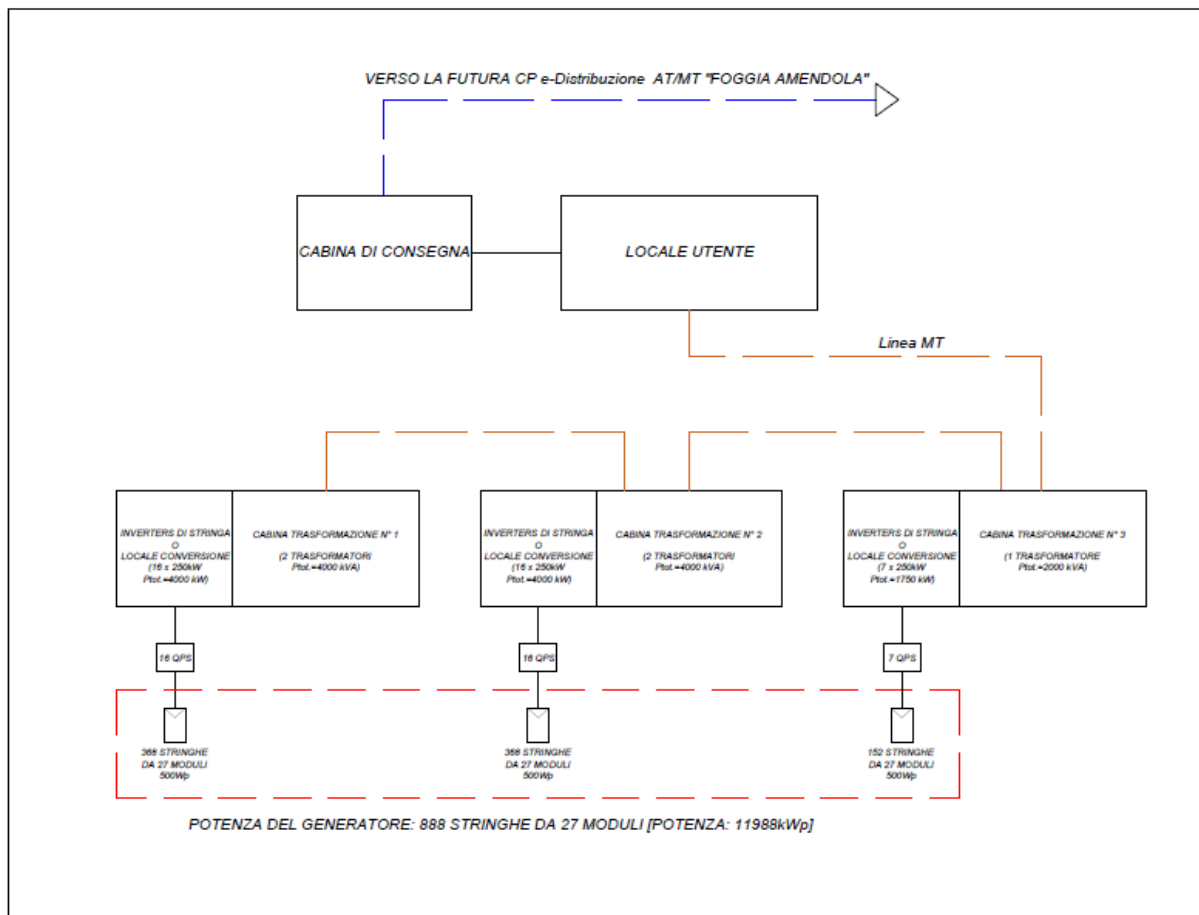 VERSO LA FUTURA CP e-Distribuzione AT/MT "FOGGIA AMENDOLA"
CABINA DI CONSEGNA
LOCALE UTENTE
Linea MT
INVERTERS DI STRINGA
O
LOCALE CONVERSIONE
(16 x 250kW
Ptot.=4000 kW)
CABINA TRASFORMAZIONE N° 1
(2 TRASFORMATORI
Ptot.=4000 kVA)
INVERTERS DI STRINGA
O
LOCALE CONVERSIONE
(16 x 250kW
Ptot.=4000 kW)
CABINA TRASFORMAZIONE N° 2
(2 TRASFORMATORI
Ptot.=4000 kVA)
INVERTERS DI STRINGA
O
LOCALE CONVERSIONE
(7 x 250kW
Ptot.=1750 kW)
CABINA TRASFORMAZIONE N° 3
(1 TRASFORMATORE
Ptot.=2000 kVA)
16 QPS
16 QPS
7 QPS
368 STRINGHE
DA 27 MODULI
500Wp
368 STRINGHE
DA 27 MODULI
500Wp
152 STRINGHE
DA 27 MODULI
500Wp
POTENZA DEL GENERATORE: 888 STRINGHE DA 27 MODULI [POTENZA: 11988kWp]